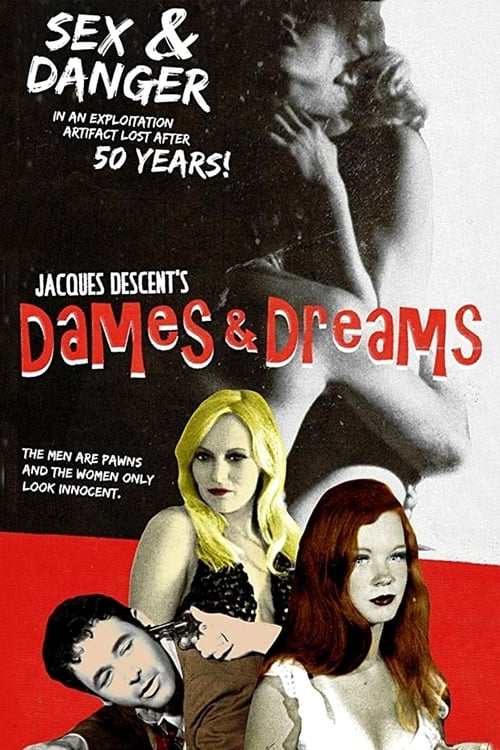 SEX &
DANGER
IN AN EXPLOITATION
ARTIFACT LOST AFTER
50 YEARS!
JACQUES DESCENT'S
DAMES & DREAMS
THE MEN ARE PAWNS
AND THE WOMEN ONLY
LOOK INNOCENT.